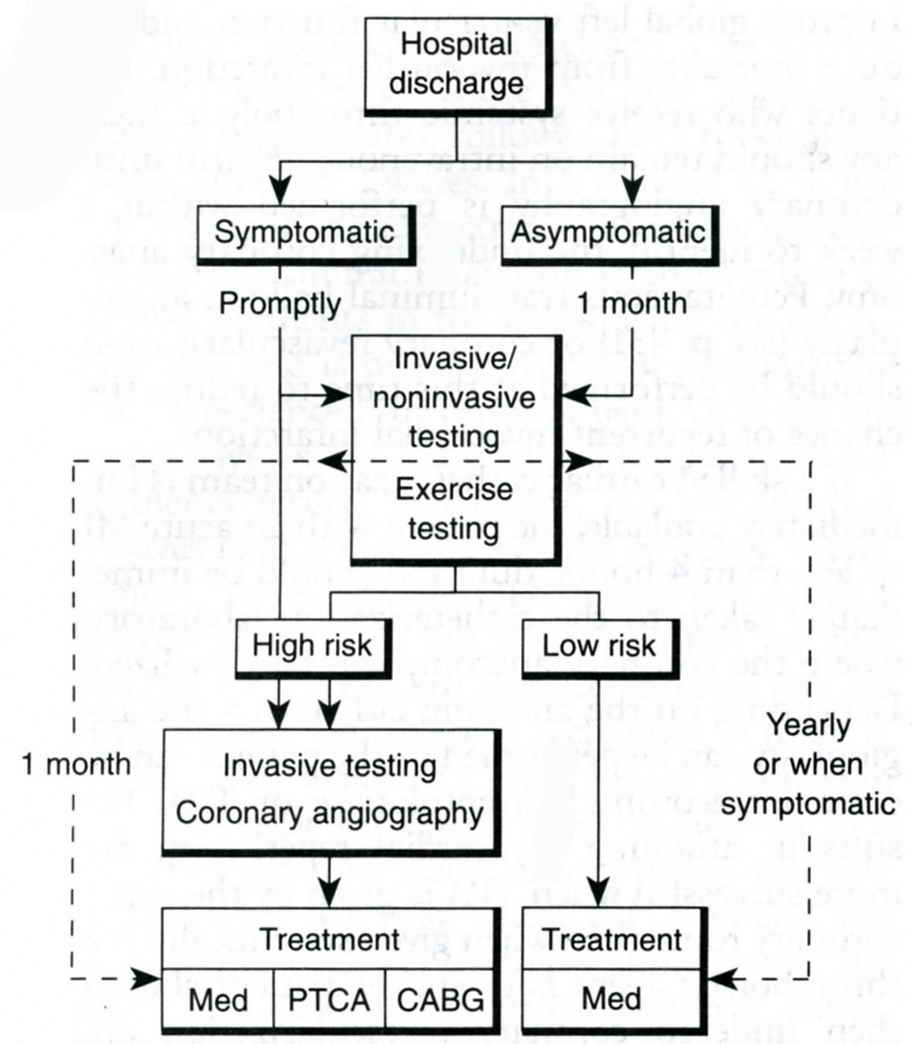 Hospital
discharge
Symptomatic
Asymptomatic
Promptly
1 month
Invasive/
noninvasive
testing
Exercise
testing
High risk
Low risk
1 month
Yearly
or when
symptomatic
Invasive testing
Coronary angiography
Treatment
Med
PTCA
CABG
Treatment
Med